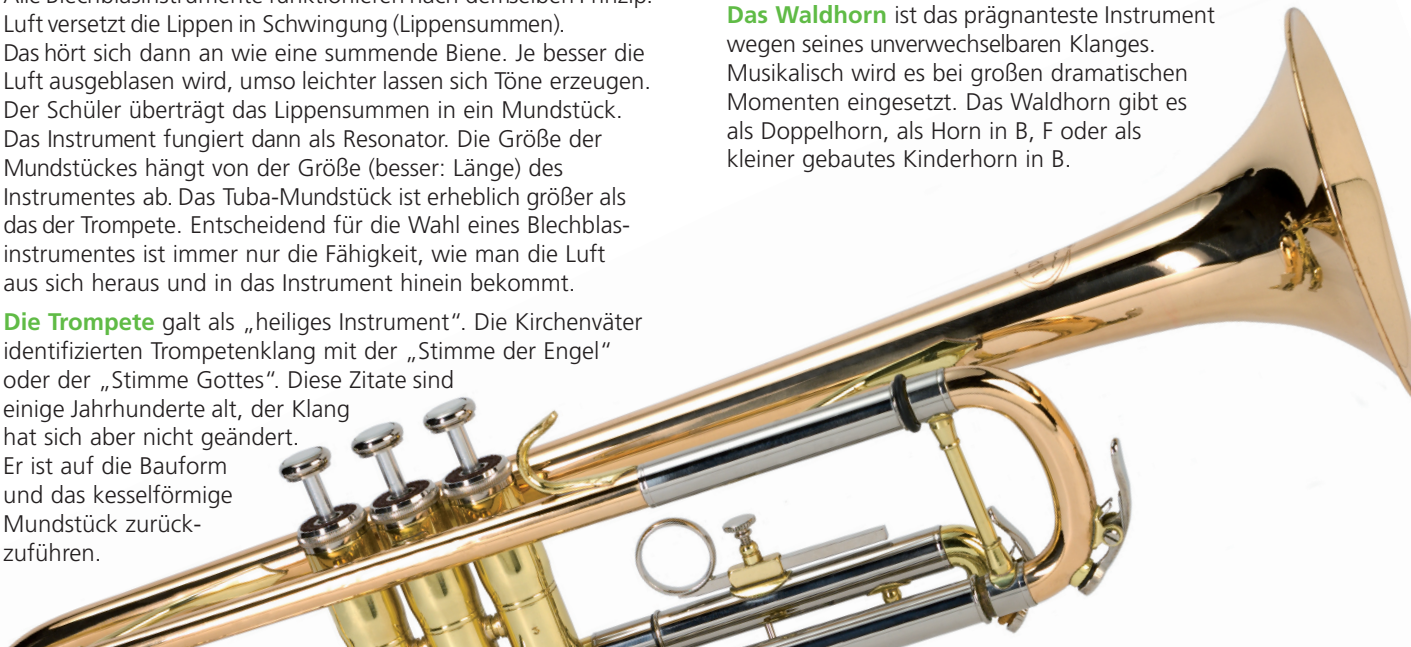 Alle Blechblasinstrumente funktionieren nach demselben Prinzip:
Luft versetzt die Lippen in Schwingung (Lippensummen).
Das hört sich dann an wie eine summende Biene. Je besser die
Luft ausgeblasen wird, umso leichter lassen sich Töne erzeugen.
Der Schüler überträgt das Lippensummen in ein Mundstück.
Das Instrument fungiert dann als Resonator. Die Größe der
Mundstückes hängt von der Größe (besser: Länge) des
Instrumentes ab. Das Tuba-Mundstück ist erheblich größer als
das der Trompete. Entscheidend für die Wahl eines Blechblas-
instrumentes ist immer nur die Fähigkeit, wie man die Luft
aus sich heraus und in das Instrument hinein bekommt.
Die Trompete galt als „heiliges Instrument“. Die Kirchenväter
identifizierten Trompetenklang mit der „Stimme der Engel“
oder der „Stimme Gottes“. Diese Zitate sind
einige Jahrhunderte alt, der Klang
hat sich aber nicht geändert.
Er ist auf die Bauform
und das kesselförmige
Mundstück zurück-
zuführen.
Das Waldhorn ist das prägnanteste Instrument
wegen seines unverwechselbaren Klanges.
Musikalisch wird es bei großen dramatischen
Momenten eingesetzt. Das Waldhorn gibt es
als Doppelhorn, als Horn in B, F oder als
kleiner gebautes Kinderhorn in B.